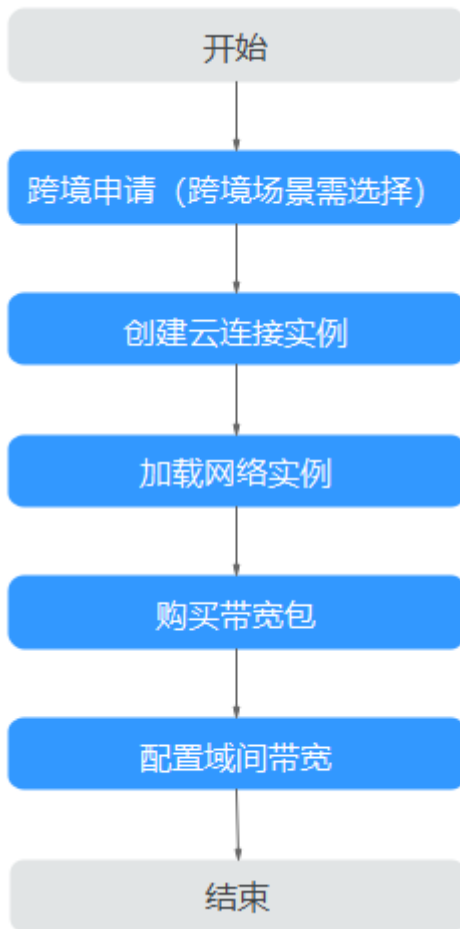 开始
跨境申请（跨境场景需选择）
创建云连接实例
加载网络实例
购买带宽包
配置域间带宽
结束